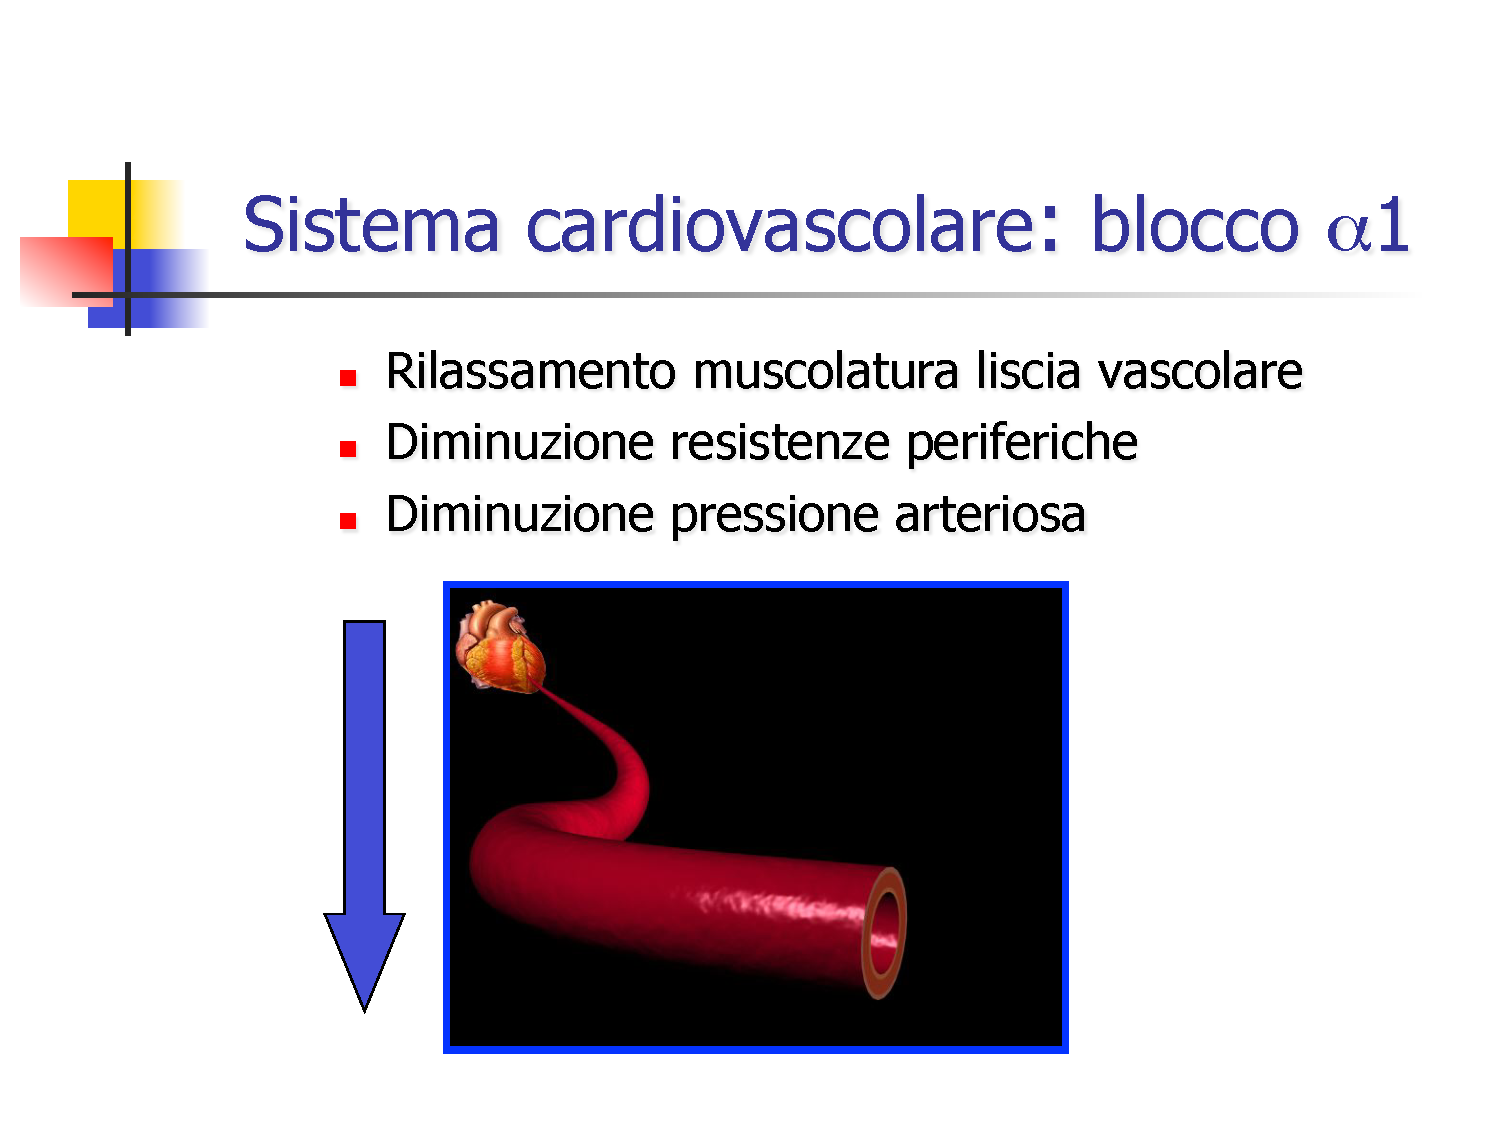 Sistema cardiovascolare: blocco α1
Rilassamento muscolatura liscia vascolare
Diminuzione resistenze periferiche
Diminuzione pressione arteriosa